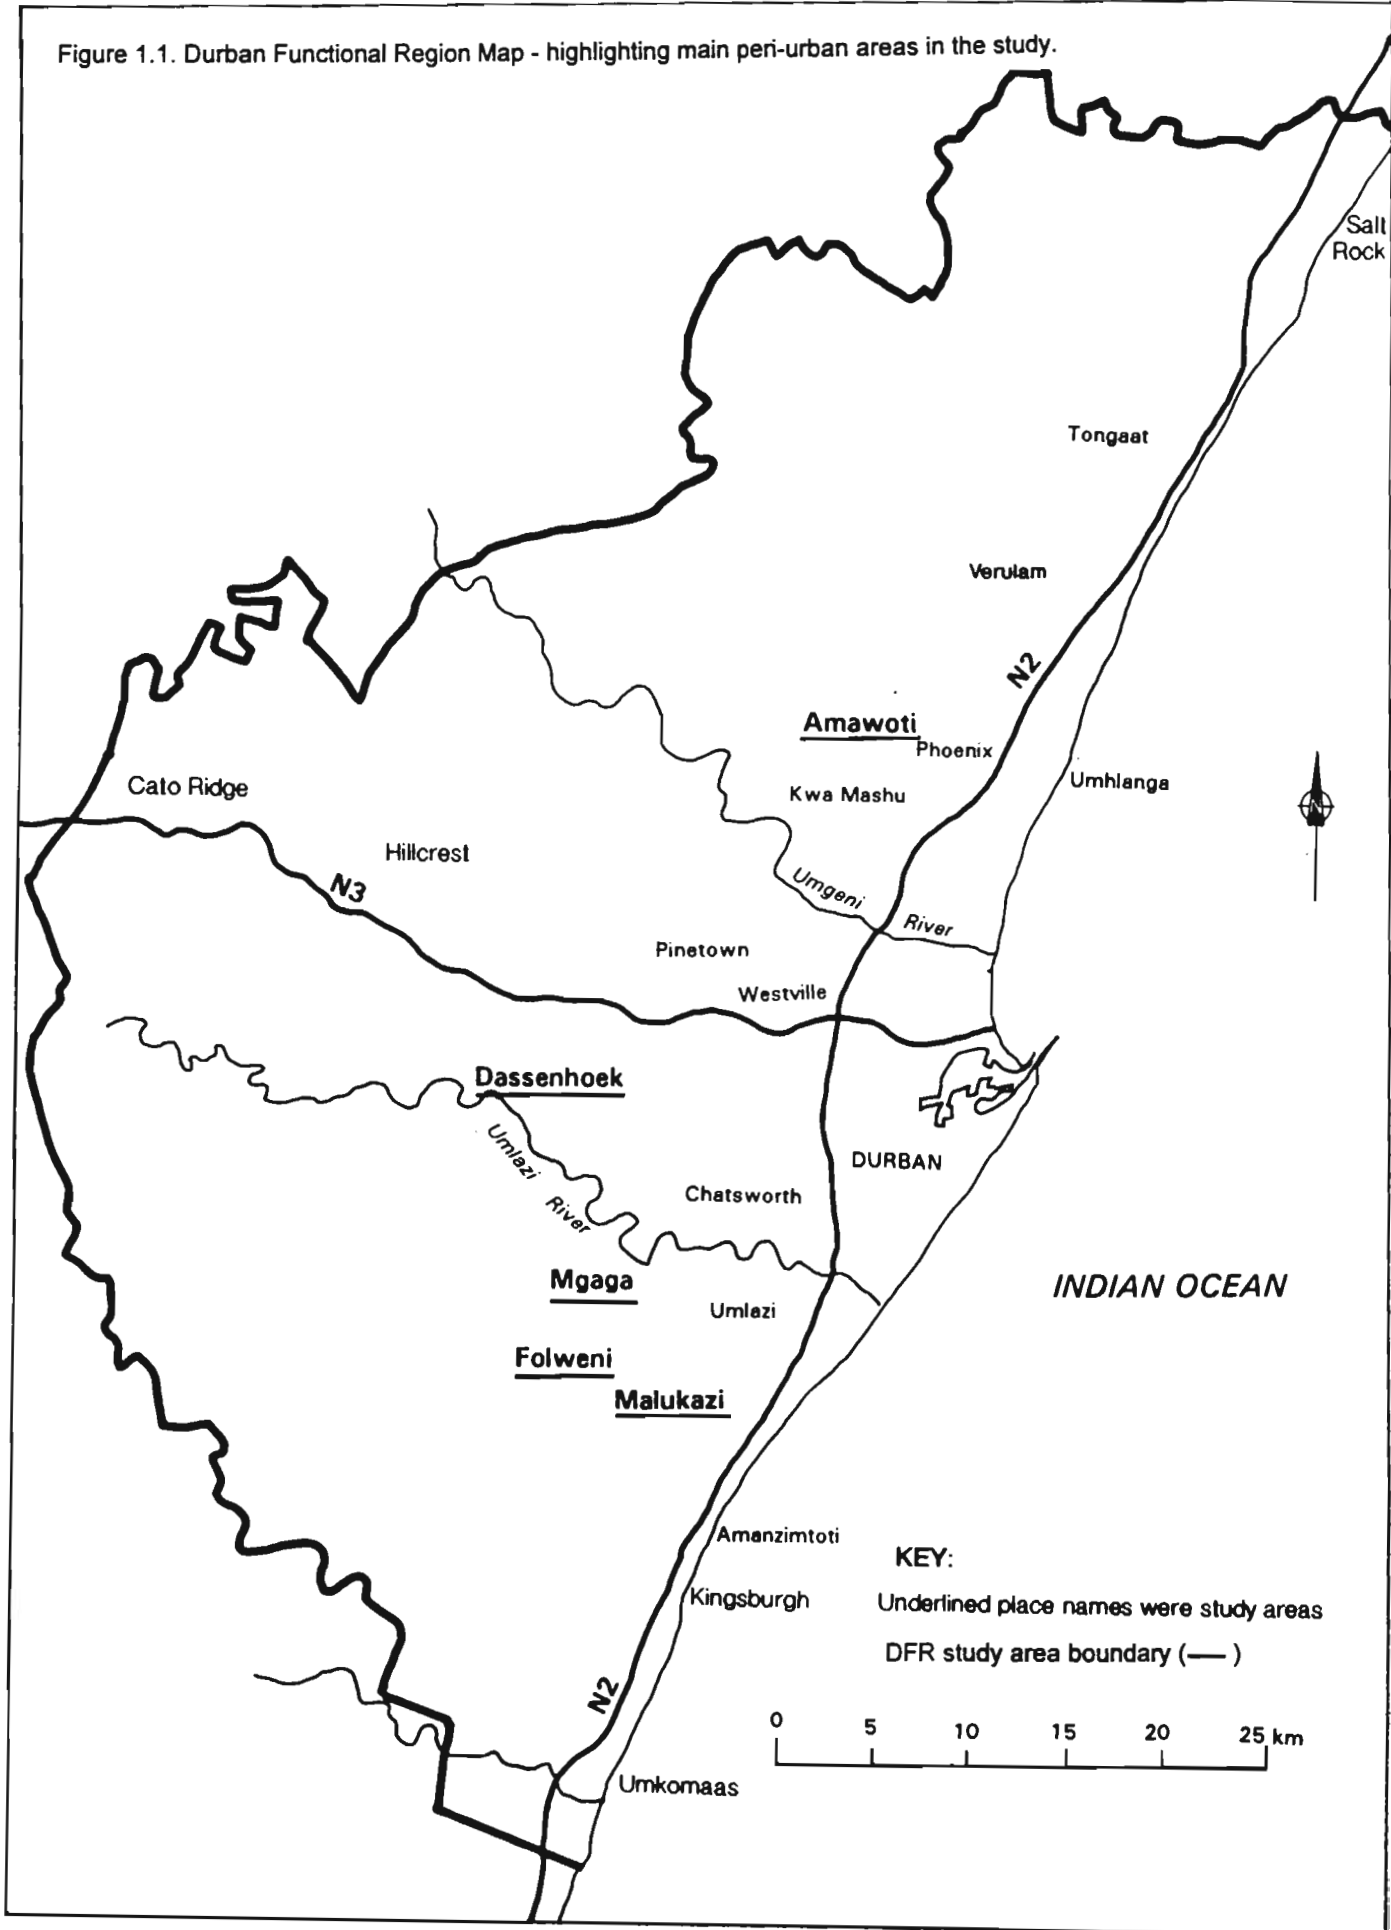 Figure 1.1. Durban Functional Region Map - highlighting main peri-urban areas in the study.
Salt
Rock
Tongaat
Verulam
N2
Amawoti
Phoenix
Umhlanga
Cato Ridge
Kwa Mashu
Hillcrest
N3
Umgeni
River
Pinetown
Westville
Dassenhoek
Umlazi
River
DURBAN
Chatsworth
Mgaga
INDIAN OCEAN
Umlazi
Folweni
Malukazi
Amanzimtoti
KEY:
Kingsburgh
Underlined place names were study areas
DFR study area boundary (— )
N2
0 5 10 15 20 25 km
Umkomaas